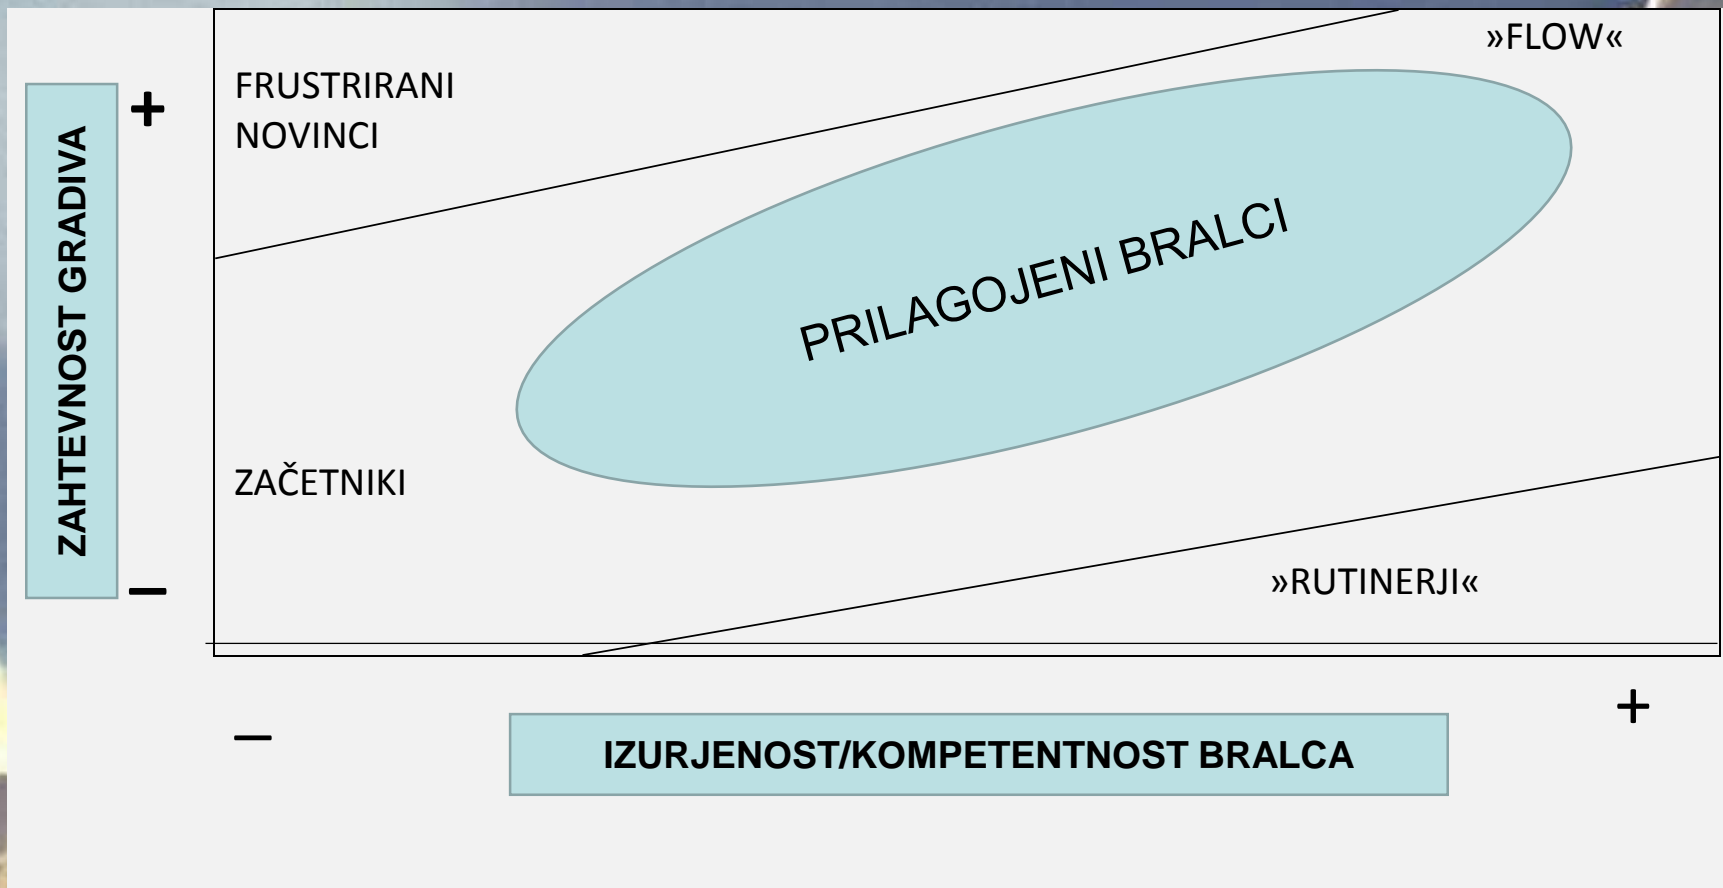 »FLOW«
FRUSTRIRANI
NOVINCI
+
ZAHTEVNOST GRADIVA
PRILAGOJENI BRALCI
ZAČETNIKI
–
»RUTINERJI«
+
–
IZURJENOST/KOMPETENTNOST BRALCA